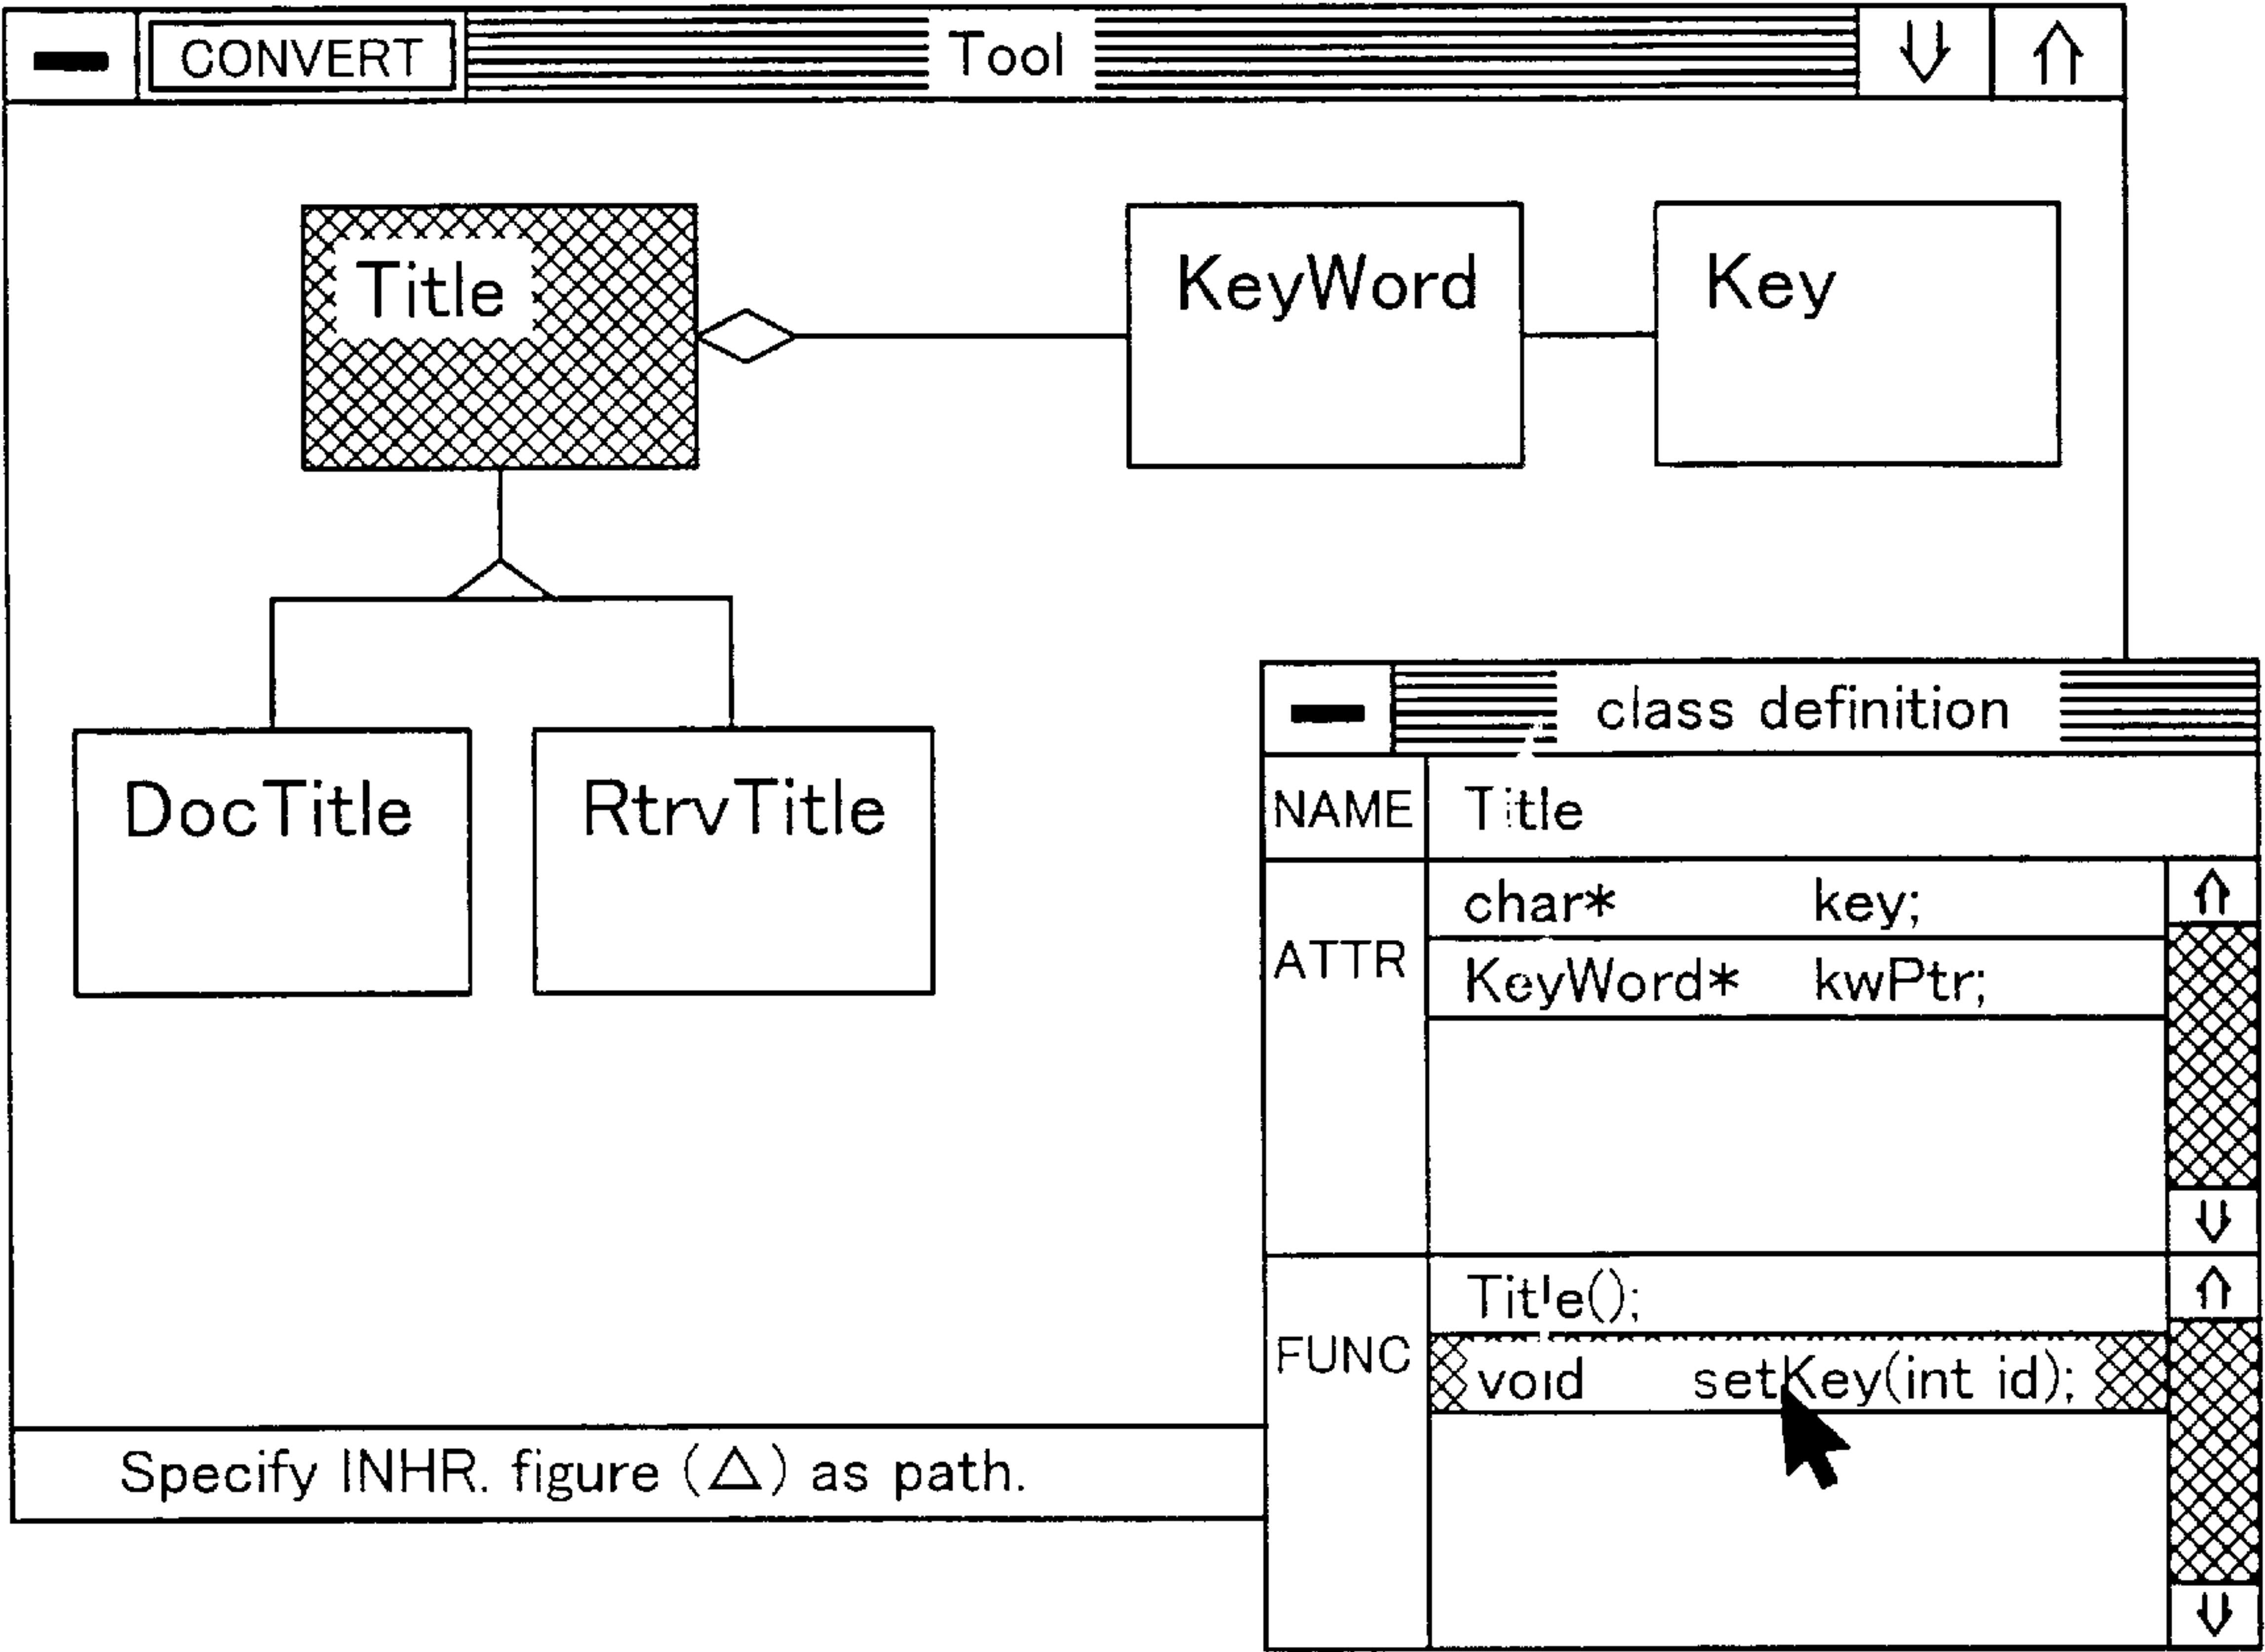 CONVERT Tool
Title
KeyWord
Key
DocTitle
RtrvTitle
class definition
NAME Title
ATTR
char* key;
KeyWord* kwPtr;
FUNC
Title();
void setKey(int id);
Specify INHR. figure (△) as path.